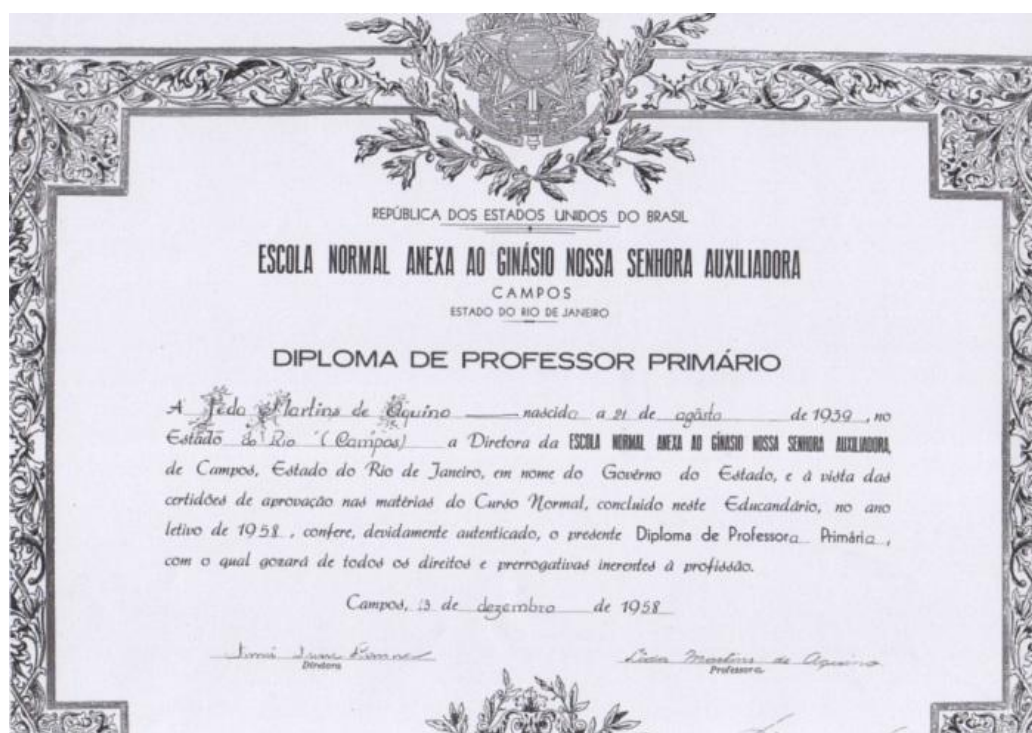 REPÚBLICA DOS ESTADOS UNIDOS DO BRASIL
ESCOLA NORMAL ANEXA AO GINÁSIO NOSSA SENHORA AUXILIADORA
CAMPOS
ESTADO DO RIO DE JANEIRO
DIPLOMA DE PROFESSOR PRIMÁRIO
A Martins de Aquino nascida a 21 de agôsto de 1939, no
Estado do Rio (Campos) a Diretora da ESCOLA NORMAL ANEXA AO GINÁSIO NOSSA SENHORA AUXILIADORA,
de Campos, Estado do Rio de Janeiro, em nome do Govêrno do Estado, e à vista das
certidões de aprovação nas matérias do Curso Normal, concluido neste Educandário, no ano
letivo de 1958, confere, devidamente autenticado, o presente Diploma de Professora Primária,
com o qual gozará de todos os direitos e prerrogativas inerentes à profissão.
Campos, 13 de dezembro de 1958
Diretora
Martins de Aquino
Professora